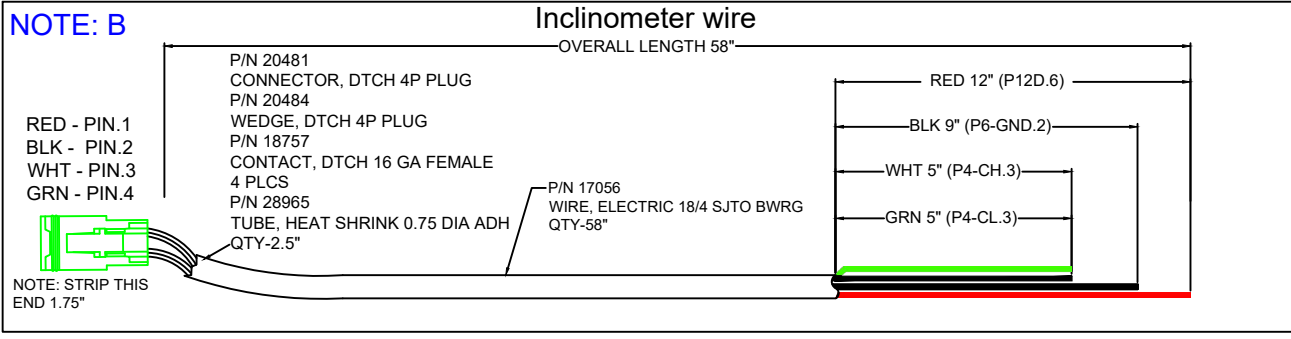 NOTE: B
Inclinometer wire
OVERALL LENGTH 58"
P/N 20481
CONNECTOR, DTCH 4P PLUG
P/N 20484
WEDGE, DTCH 4P PLUG
P/N 18757
CONTACT, DTCH 16 GA FEMALE
4 PLCS
P/N 28965
TUBE, HEAT SHRINK 0.75 DIA ADH
QTY-2.5"
RED - PIN.1
BLK - PIN.2
WHT - PIN.3
GRN - PIN.4
NOTE: STRIP THIS
END 1.75"
P/N 17056
WIRE, ELECTRIC 18/4 SJTO BWRG
QTY-58"
RED 12" (P12D.6)
BLK 9" (P6-GND.2)
WHT 5" (P4-CH.3)
GRN 5" (P4-CL.3)